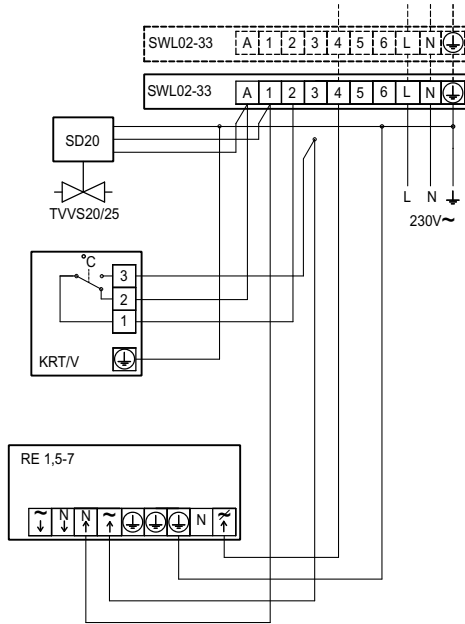 SWL02-33 A 1 2 3 4 5 6 L N
SWL02-33 A 1 2 3 4 5 6 L N
SD20
TVVS20/25
L N
230V~
°C
3
2
1
KRT/V
RE 1,5-7
~ N N ~ N ~